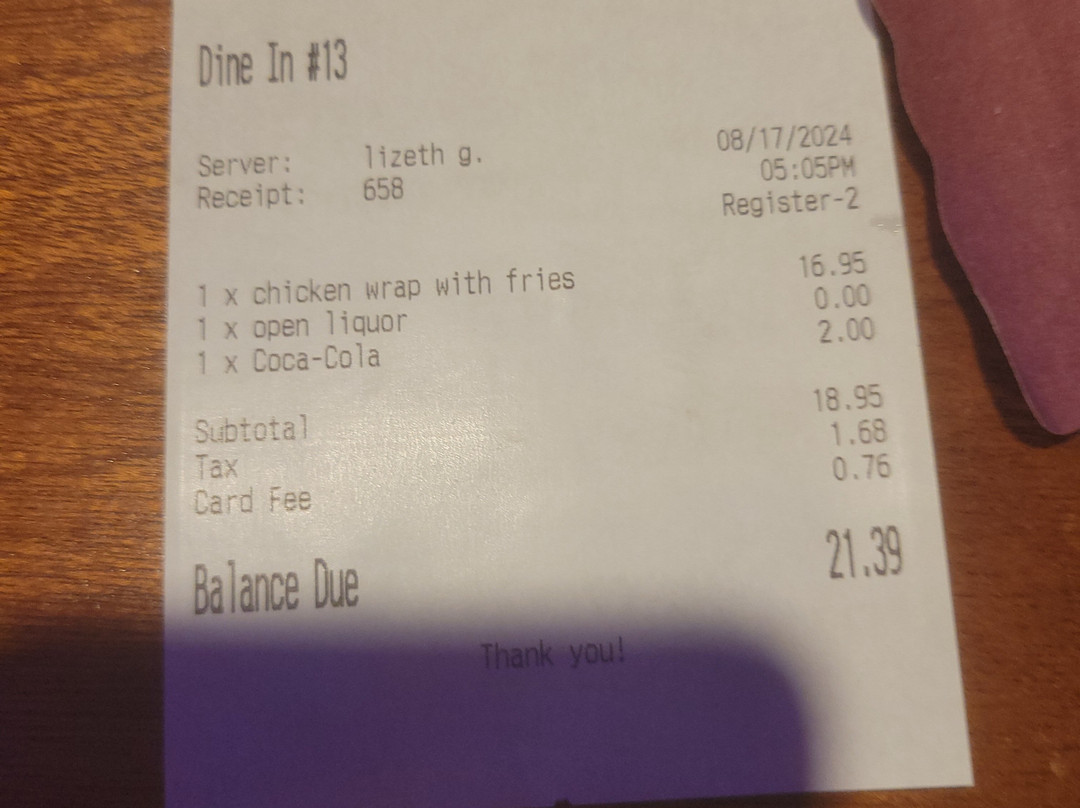 Dine In #13
Server: lizeth g. 08/17/2024
Receipt: 658 05:05PM
Register-2
1 x chicken wrap with fries 16.95
1 x open liquor 0.00
1 x Coca-Cola 2.00
Subtotal 18.95
Tax 1.68
Card Fee 0.76
Balance Due 21.39
Thank you!